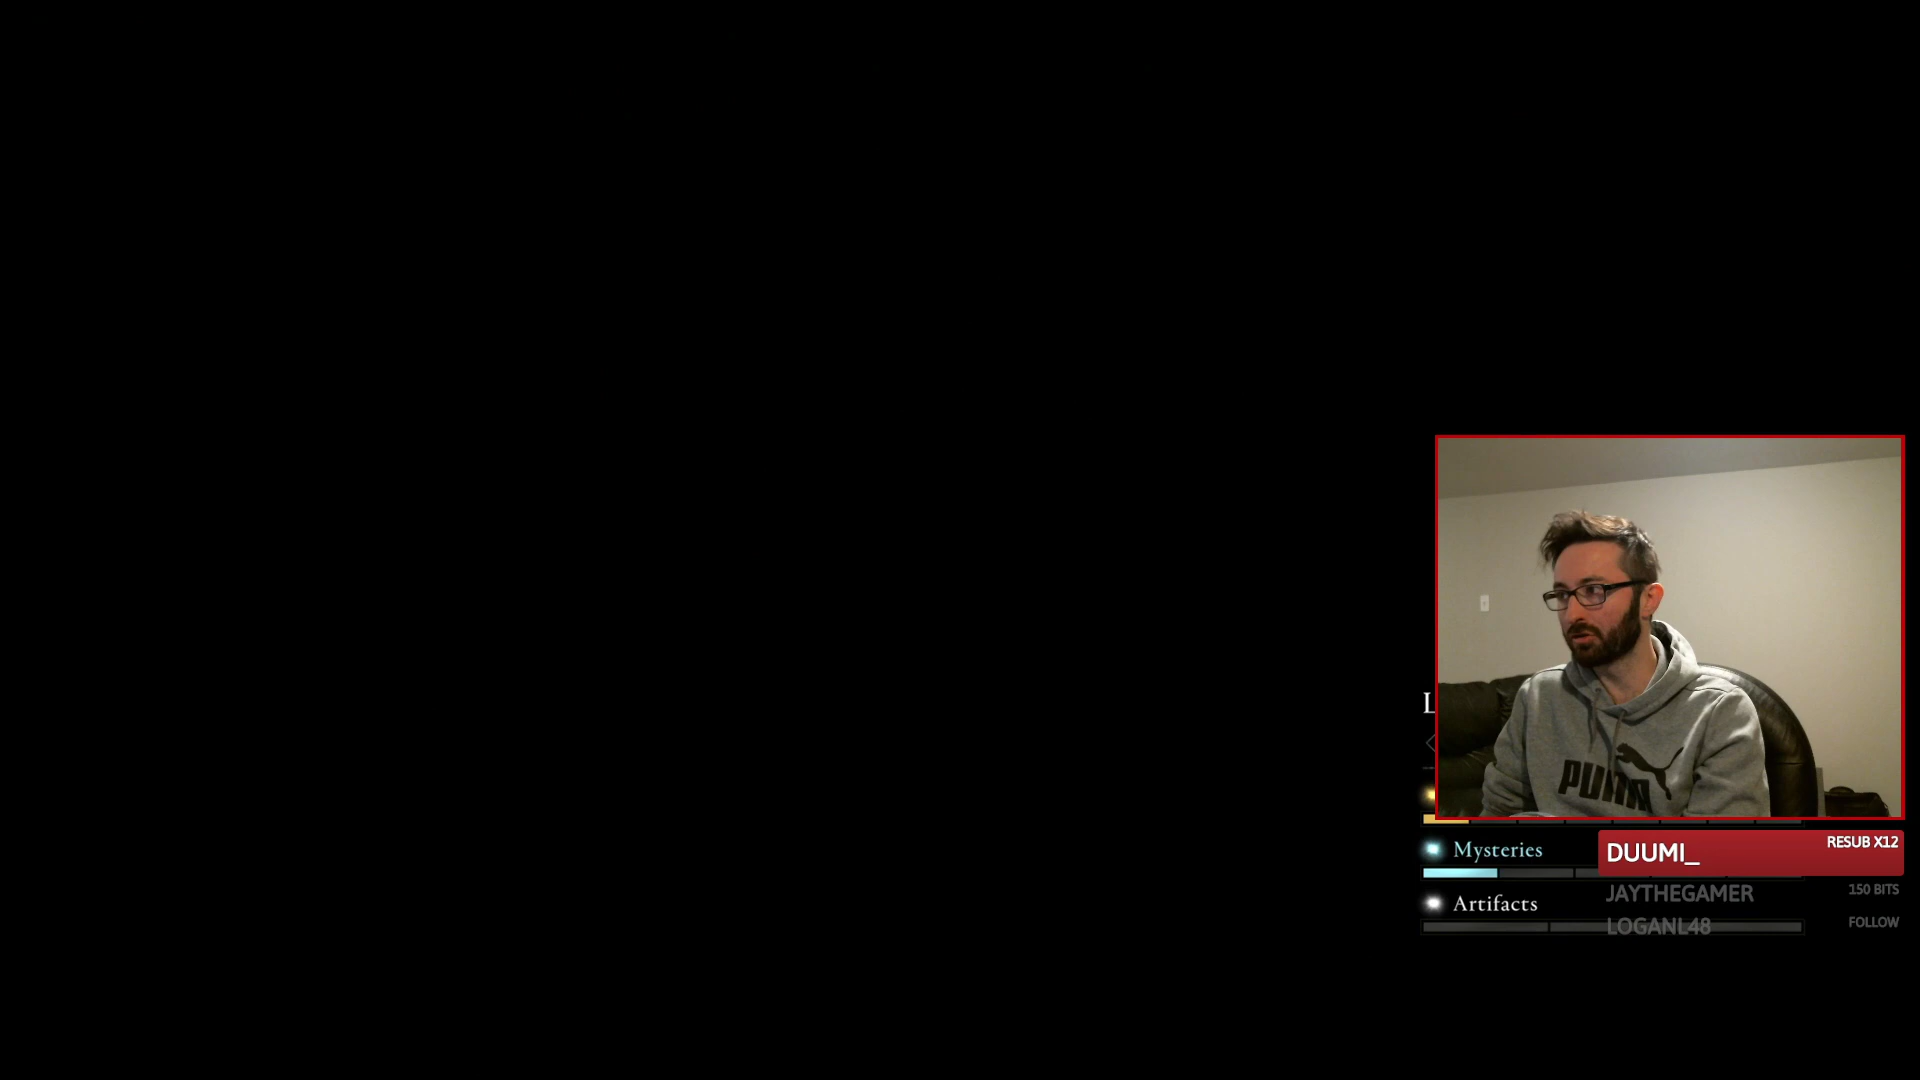 L
PUMA
Mysteries
DUUMI_ RESUB X12
JAYTHEGAMER 150 BITS
Artifacts
LOGANL48 FOLLOW